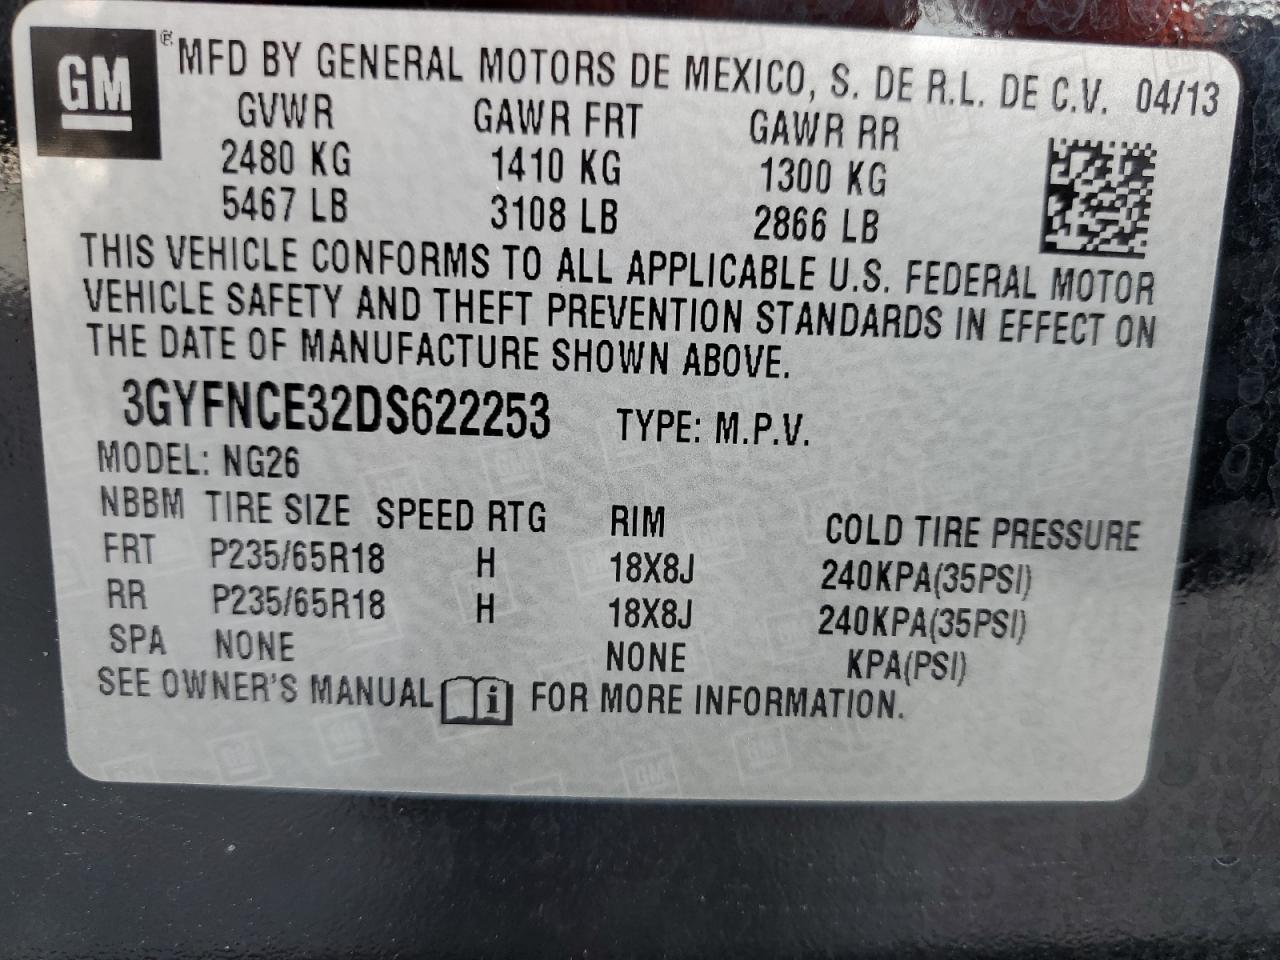 GM ® MFD BY GENERAL MOTORS DE MEXICO, S. DE R.L. DE C.V. 04/13
GVWR GAWR FRT GAWR RR
2480 KG 1410 KG 1300 KG
5467 LB 3108 LB 2866 LB
THIS VEHICLE CONFORMS TO ALL APPLICABLE U.S. FEDERAL MOTOR
VEHICLE SAFETY AND THEFT PREVENTION STANDARDS IN EFFECT ON
THE DATE OF MANUFACTURE SHOWN ABOVE.
3GYFNCE32DS622253 TYPE: M.P.V.
MODEL: NG26
NBBM TIRE SIZE SPEED RTG RIM COLD TIRE PRESSURE
FRT P235/65R18 H 18X8J 240KPA(35PSI)
RR P235/65R18 H 18X8J 240KPA(35PSI)
SPA NONE NONE KPA(PSI)
SEE OWNER'S MANUAL i FOR MORE INFORMATION.